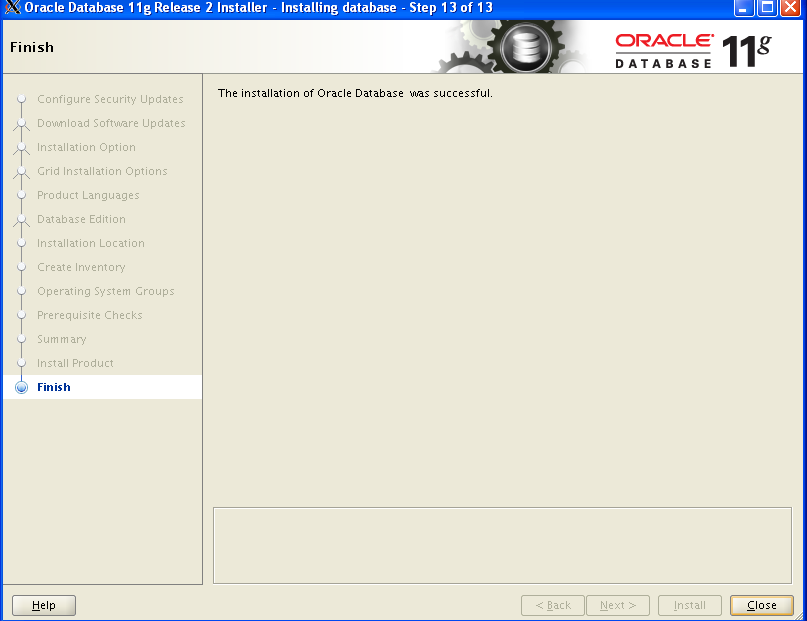 Oracle Database 11g Release 2 Installer - Installing database - Step 13 of 13
Finish
ORACLE
DATABASE
11g
Configure Security Updates
Download Software Updates
Installation Option
Grid Installation Options
Product Languages
Database Edition
Installation Location
Create Inventory
Operating System Groups
Prerequisite Checks
Summary
Install Product
Finish
The installation of Oracle Database was successful.
Help
< Back
Next >
Install
Close